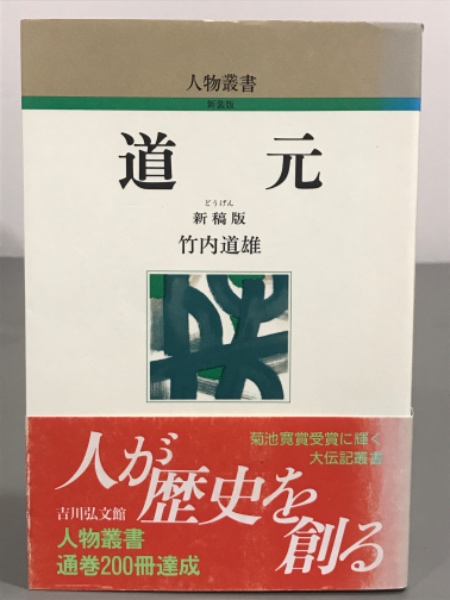 人物叢書
新装版
道元
どうげん
新稿版
竹内道雄
菊池寛賞受賞に輝く
大伝記叢書
人が歴史を創る
吉川弘文館
人物叢書
通巻200冊達成